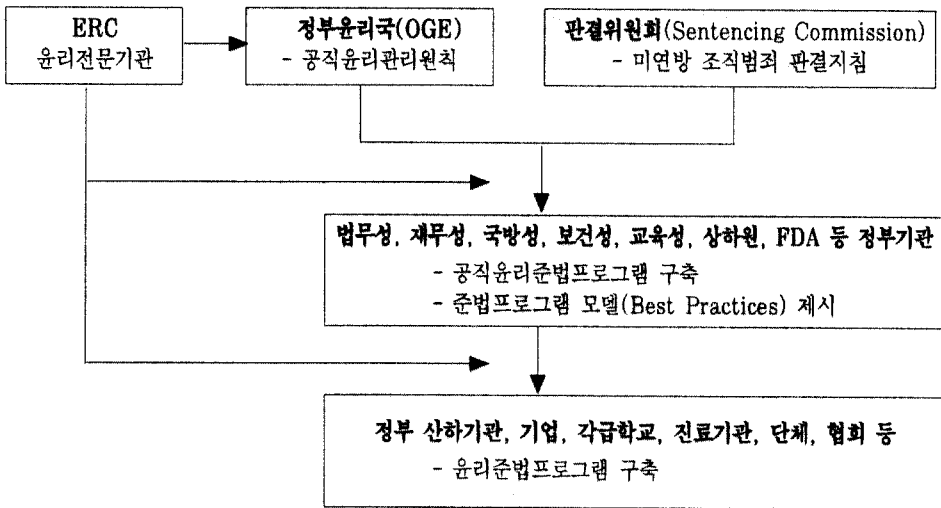 ERC
윤리전문기관
정부윤리국(OGE)
- 공직윤리관리원칙
판결위원회(Sentencing Commission)
- 미연방 조직범죄 판결지침
법무성, 재무성, 국방성, 보건성, 교육성, 상하원, FDA 등 정부기관
- 공직윤리준법프로그램 구축
- 준법프로그램 모델(Best Practices) 제시
정부 산하기관, 기업, 각급학교, 진료기관, 단체, 협회 등
- 윤리준법프로그램 구축